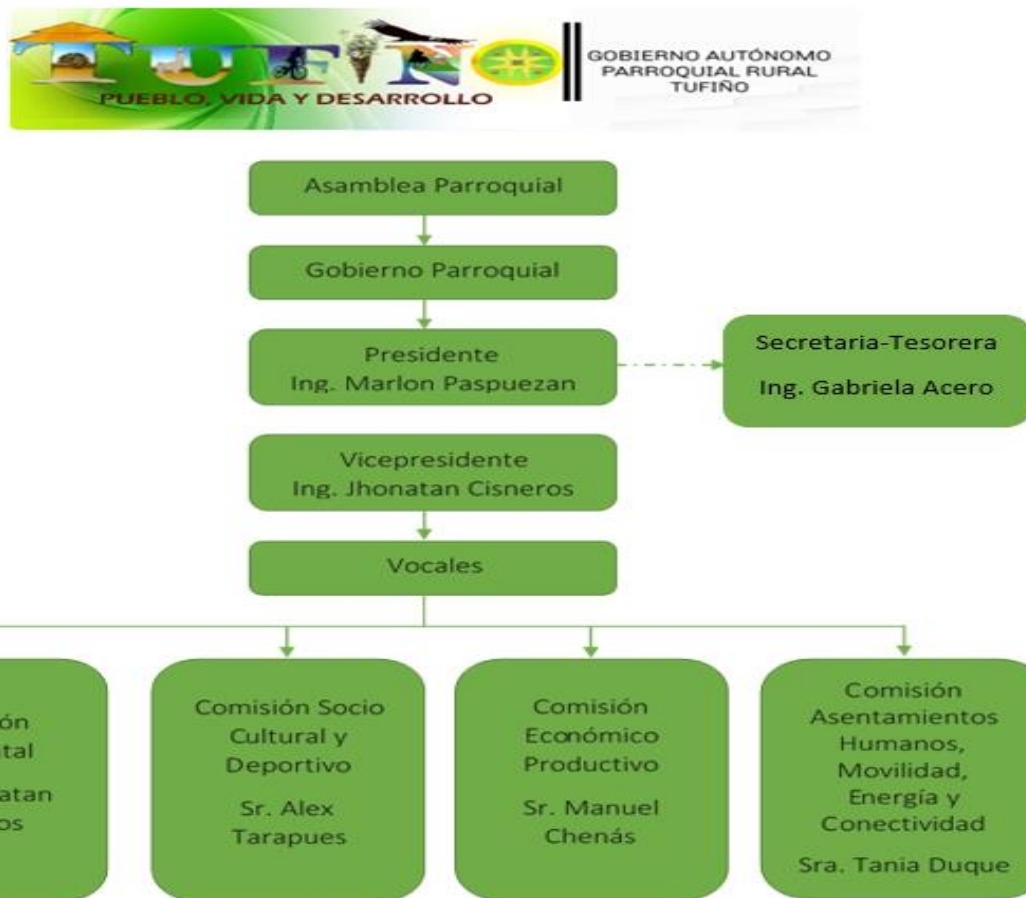 TUFIÑO
PUEBLO, VIDA Y DESARROLLO
GOBIERNO AUTÓNOMO
PARROQUIAL RURAL
TUFIÑO
Asamblea Parroquial
Gobierno Parroquial
Presidente
Ing. Marlon Paspuezan
Secretaria-Tesorera
Ing. Gabriela Acero
Vicepresidente
Ing. Jhonatan Cisneros
Vocales
Comisión Socio
Cultural y
Deportivo
Sr. Alex
Tarapues
Comisión
Económico
Productivo
Sr. Manuel
Chenás
Comisión
Asentamientos
Humanos,
Movilidad,
Energía y
Conectividad
Sra. Tania Duque